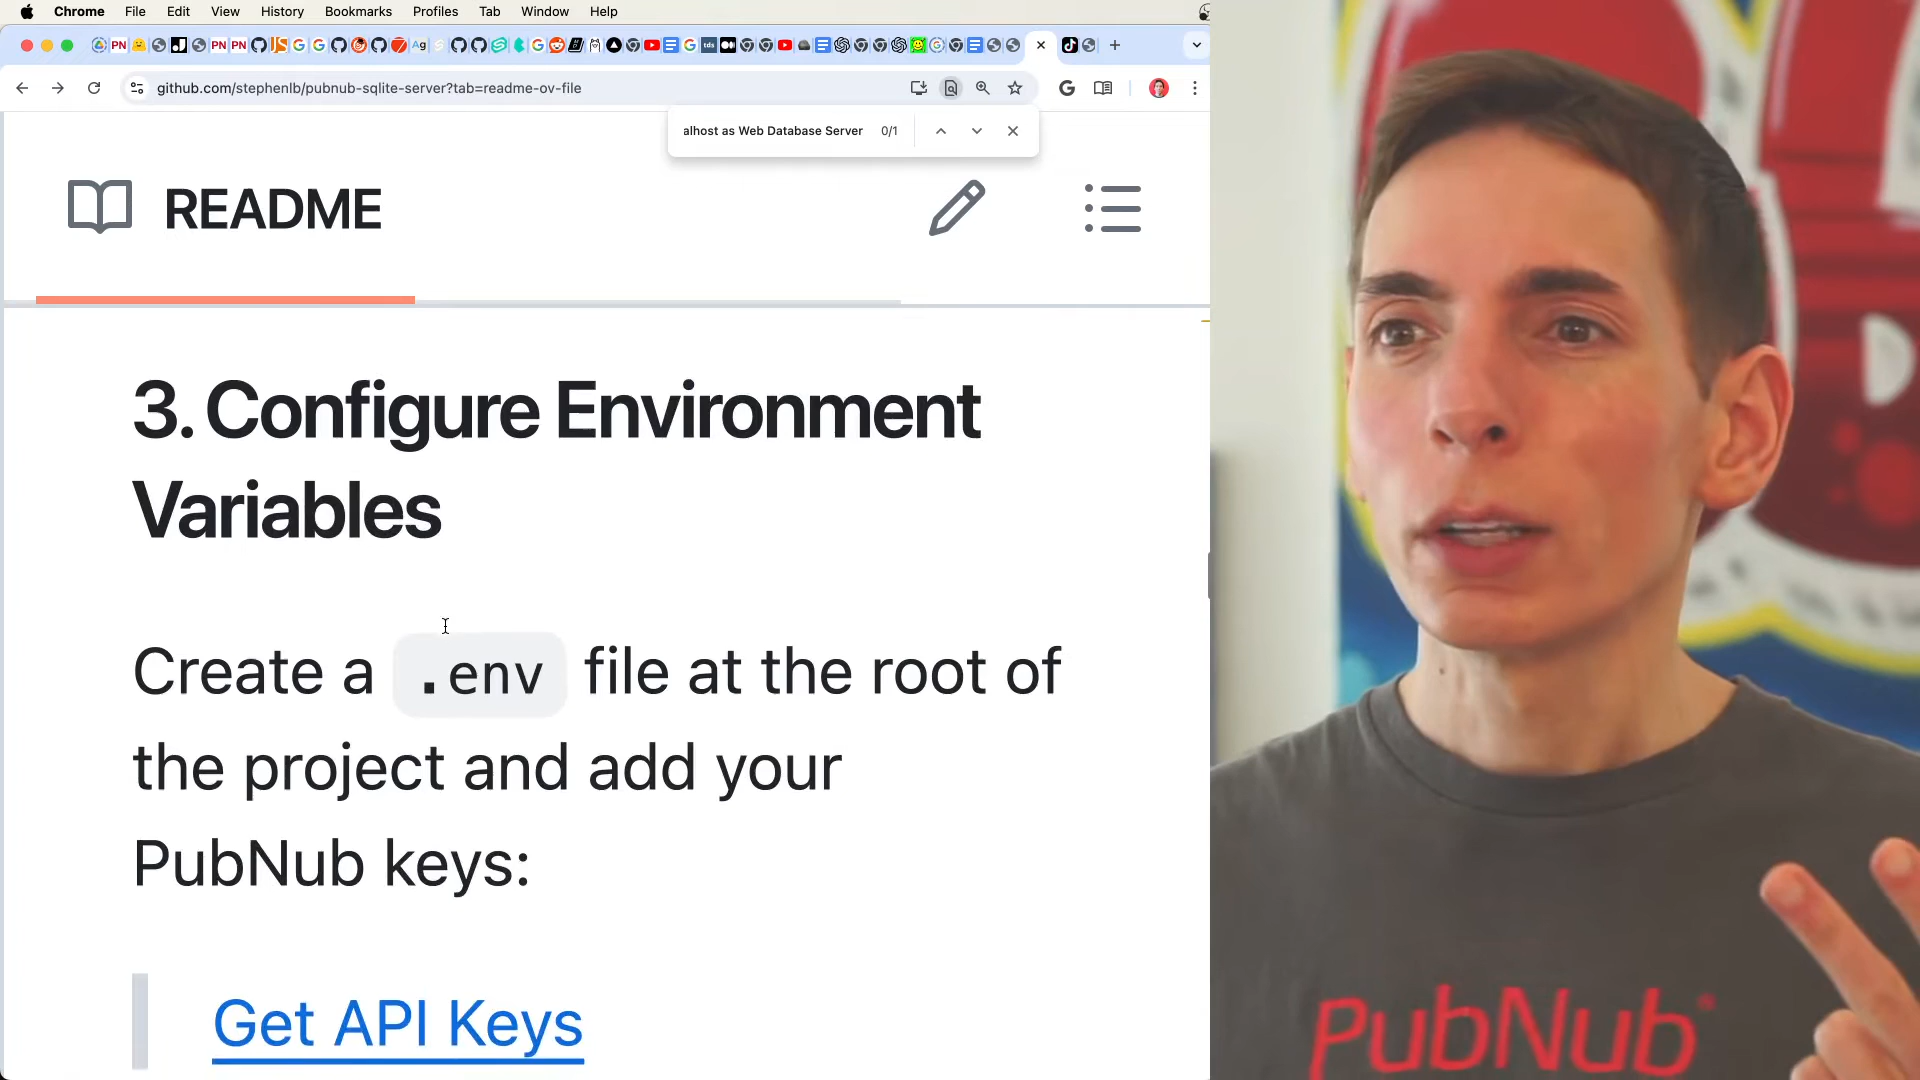 Chrome File Edit View History Bookmarks Profiles Tab Window Help
github.com/stephenlb/pubnub-sqlite-server?tab=readme-ov-file
alhost as Web Database Server 0/1
README
3. Configure Environment
Variables
Create a .env file at the root of
the project and add your
PubNub keys:
Get API Keys
PubNub